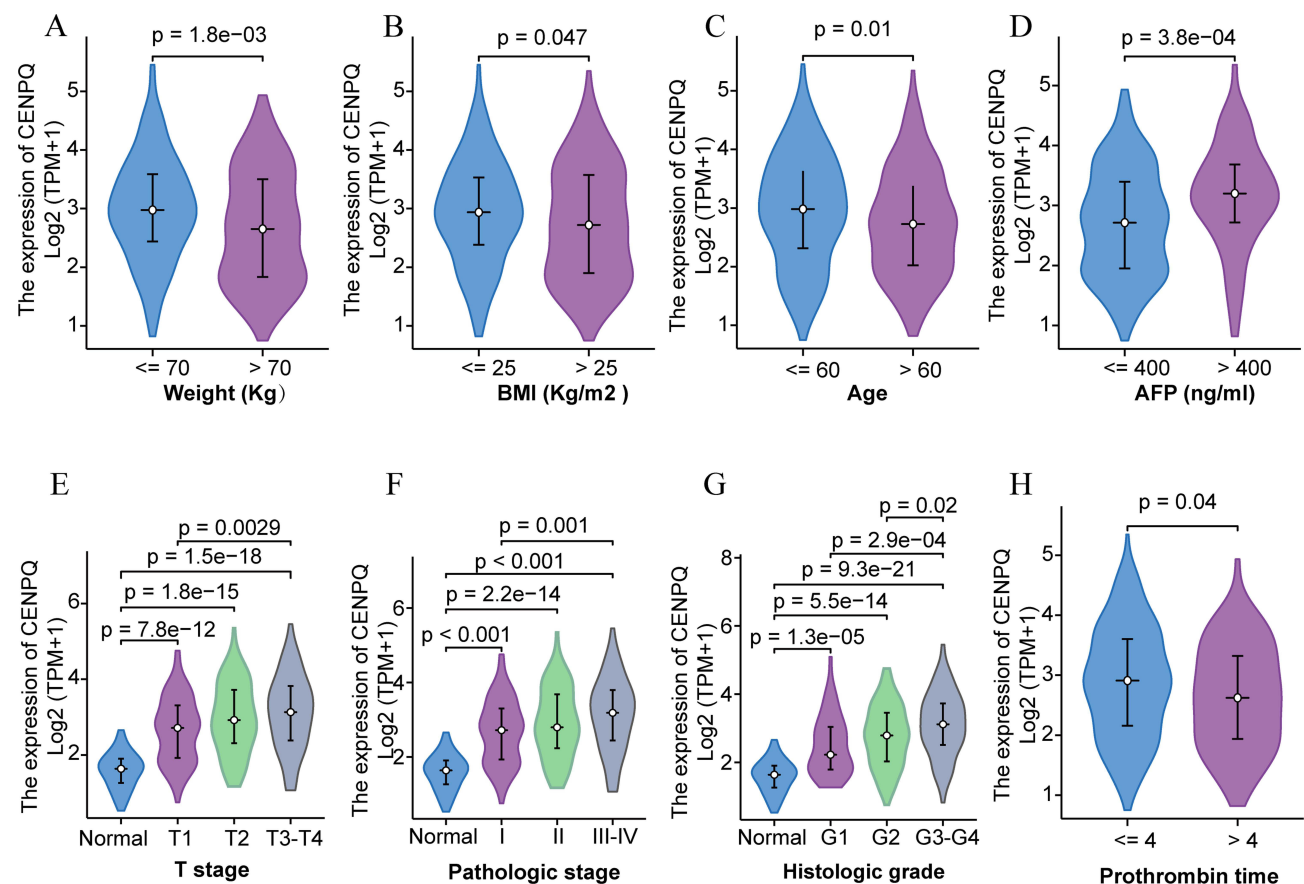 A
p = 1.8e−03
The expression of CENPQ
Log2 (TPM+1)
5
4
3
2
1
<= 70
> 70
Weight (Kg)
B
p = 0.047
The expression of CENPQ
Log2 (TPM+1)
5
4
3
2
1
<= 25
> 25
BMI (Kg/m2 )
C
p = 0.01
The expression of CENPQ
Log2 (TPM+1)
5
4
3
2
1
<= 60
> 60
Age
D
p = 3.8e−04
The expression of CENPQ
Log2 (TPM+1)
5
4
3
2
1
<= 400
> 400
AFP (ng/ml)
E
p = 0.0029
p = 1.5e−18
p = 1.8e−15
p = 7.8e−12
The expression of CENPQ
Log2 (TPM+1)
6
4
2
Normal
T1
T2
T3-T4
T stage
F
p = 0.001
p < 0.001
p = 2.2e−14
p < 0.001
The expression of CENPQ
Log2 (TPM+1)
6
4
2
Normal
I
II
III-IV
Pathologic stage
G
p = 0.02
p = 2.9e−04
p = 9.3e−21
p = 5.5e−14
p = 1.3e−05
The expression of CENPQ
Log2 (TPM+1)
8
6
4
2
Normal
G1
G2
G3-G4
Histologic grade
H
p = 0.04
The expression of CENPQ
Log2 (TPM+1)
5
4
3
2
1
<= 4
> 4
Prothrombin time